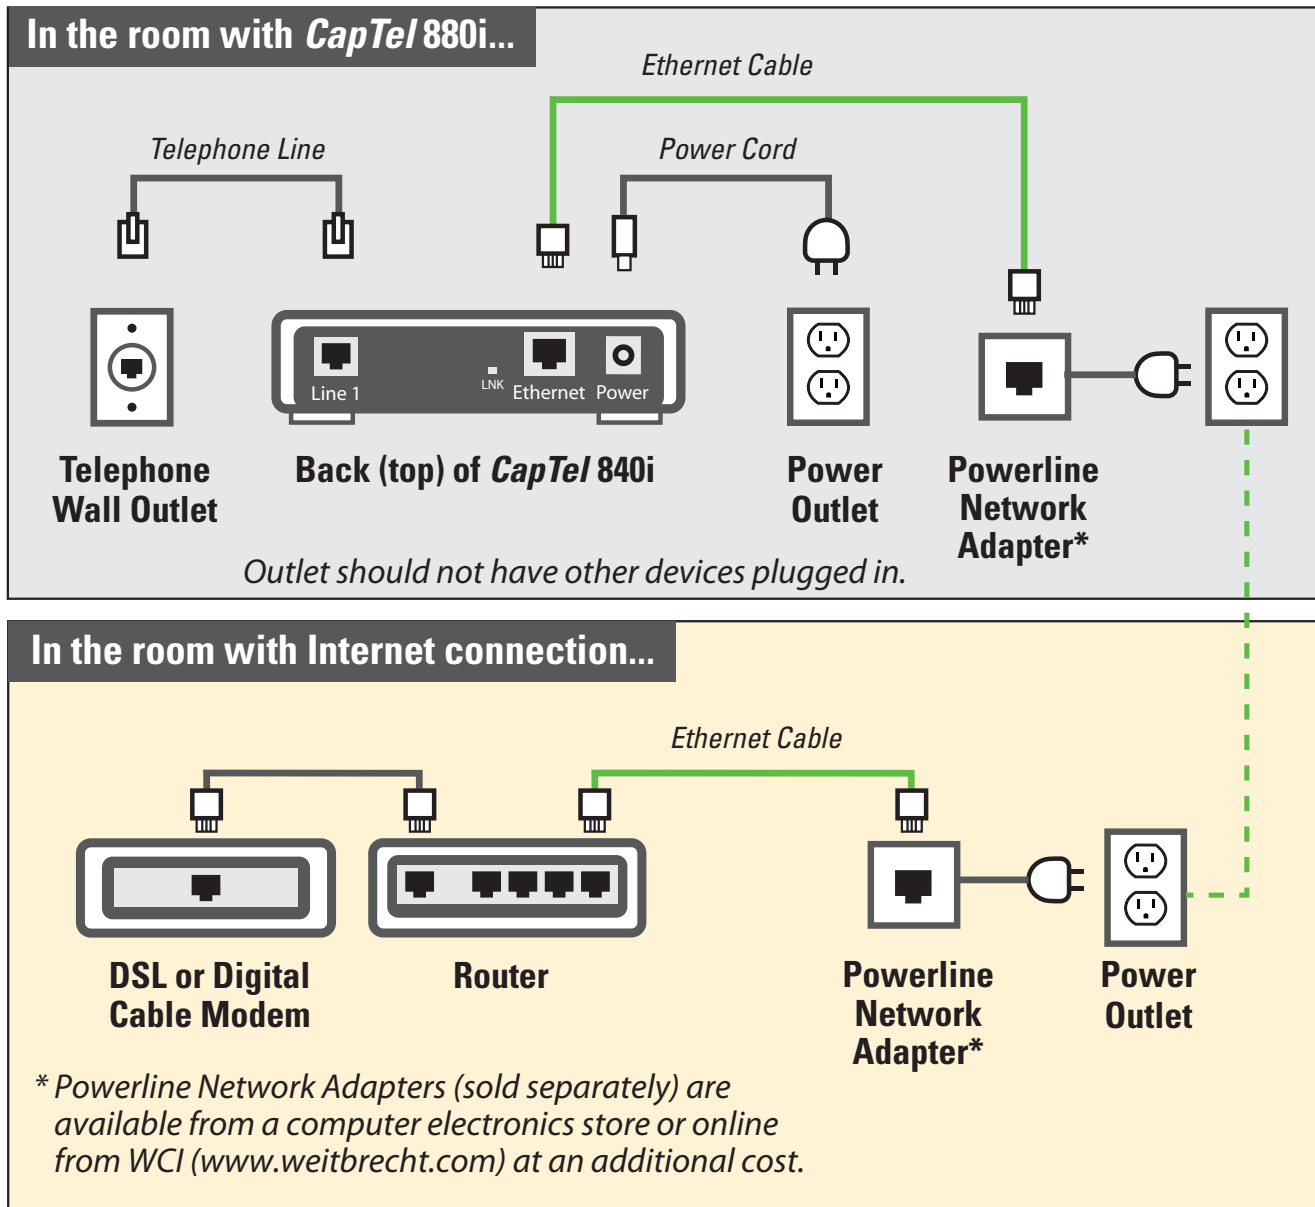 In the room with CapTel 880i...
Ethernet Cable
Telephone Line
Power Cord
Line 1
LNK
Ethernet
Power
Telephone
Wall Outlet
Back (top) of CapTel 840i
Power
Outlet
Powerline
Network
Adapter*
Outlet should not have other devices plugged in.
In the room with Internet connection...
Ethernet Cable
DSL or Digital
Cable Modem
Router
Powerline
Network
Adapter*
Power
Outlet
* Powerline Network Adapters (sold separately) are
available from a computer electronics store or online
from WCI (www.weitbrecht.com) at an additional cost.